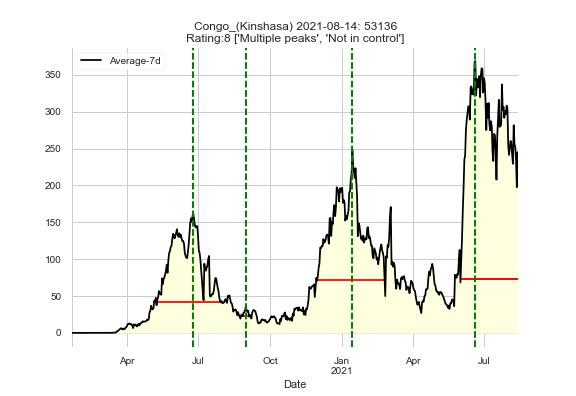 Congo_(Kinshasa) 2021-08-14: 53136
Rating:8 ['Multiple peaks', 'Not in control']
Average-7d
350
300
250
200
150
100
50
0
Apr
Jul
Oct
Jan
2021
Apr
Jul
Date